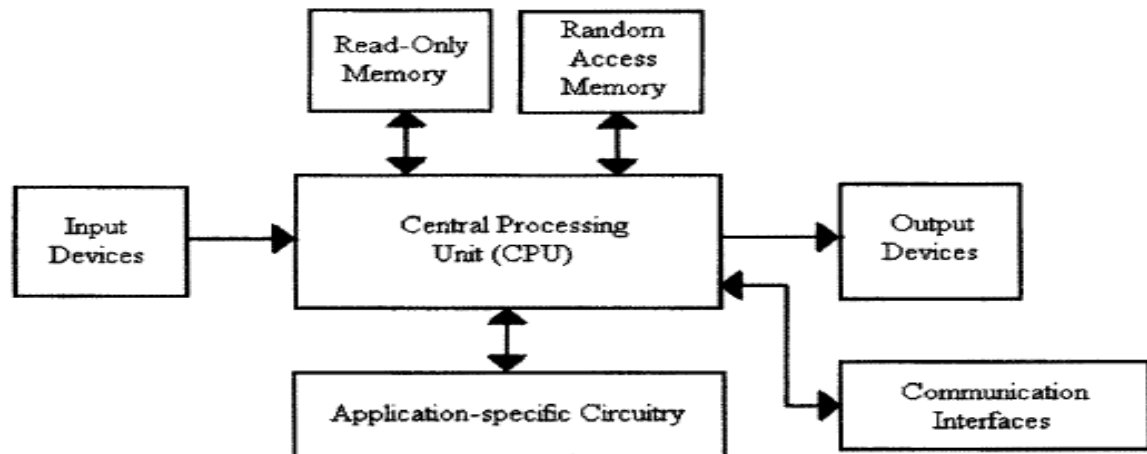 Read-Only
Memory
Random
Access
Memory
Input
Devices
Central Processing
Unit (CPU)
Output
Devices
Application-specific Circuitry
Communication
Interfaces